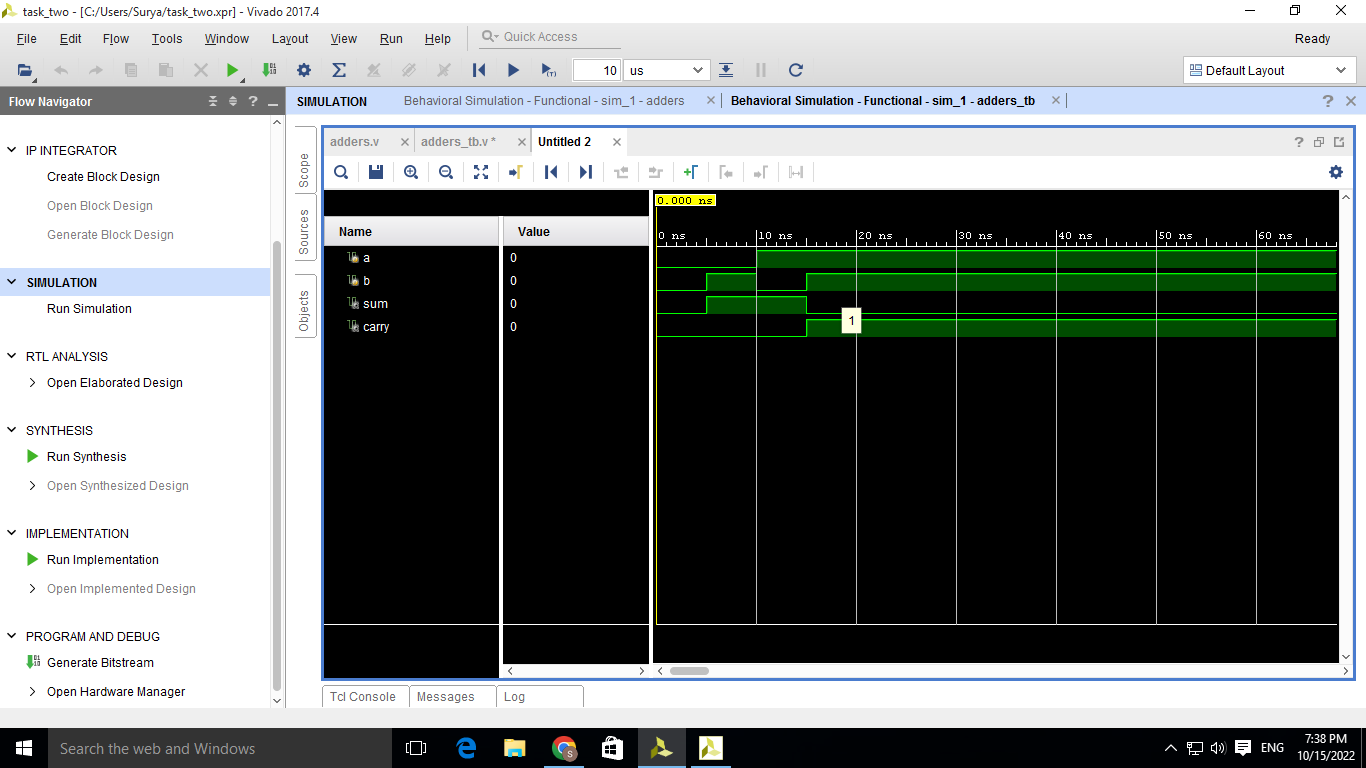 task_two - [C:/Users/Surya/task_two.xpr] - Vivado 2017.4
File Edit Flow Tools Window Layout View Run Help Quick Access Ready
10 us Default Layout
Flow Navigator
SIMULATION Behavioral Simulation - Functional - sim_1 - adders Behavioral Simulation - Functional - sim_1 - adders_tb
IP INTEGRATOR
Create Block Design
Open Block Design
Generate Block Design
SIMULATION
Run Simulation
RTL ANALYSIS
Open Elaborated Design
SYNTHESIS
Run Synthesis
Open Synthesized Design
IMPLEMENTATION
Run Implementation
Open Implemented Design
PROGRAM AND DEBUG
Generate Bitstream
Open Hardware Manager
Scope
Sources
Objects
adders.v adders_tb.v * Untitled 2
0.000 ns
Name Value
0 ns 10 ns 20 ns 30 ns 40 ns 50 ns 60 ns
a 0
b 0
sum 0
carry 0
1
Tcl Console Messages Log
Search the web and Windows
ENG
7:38 PM
10/15/2022